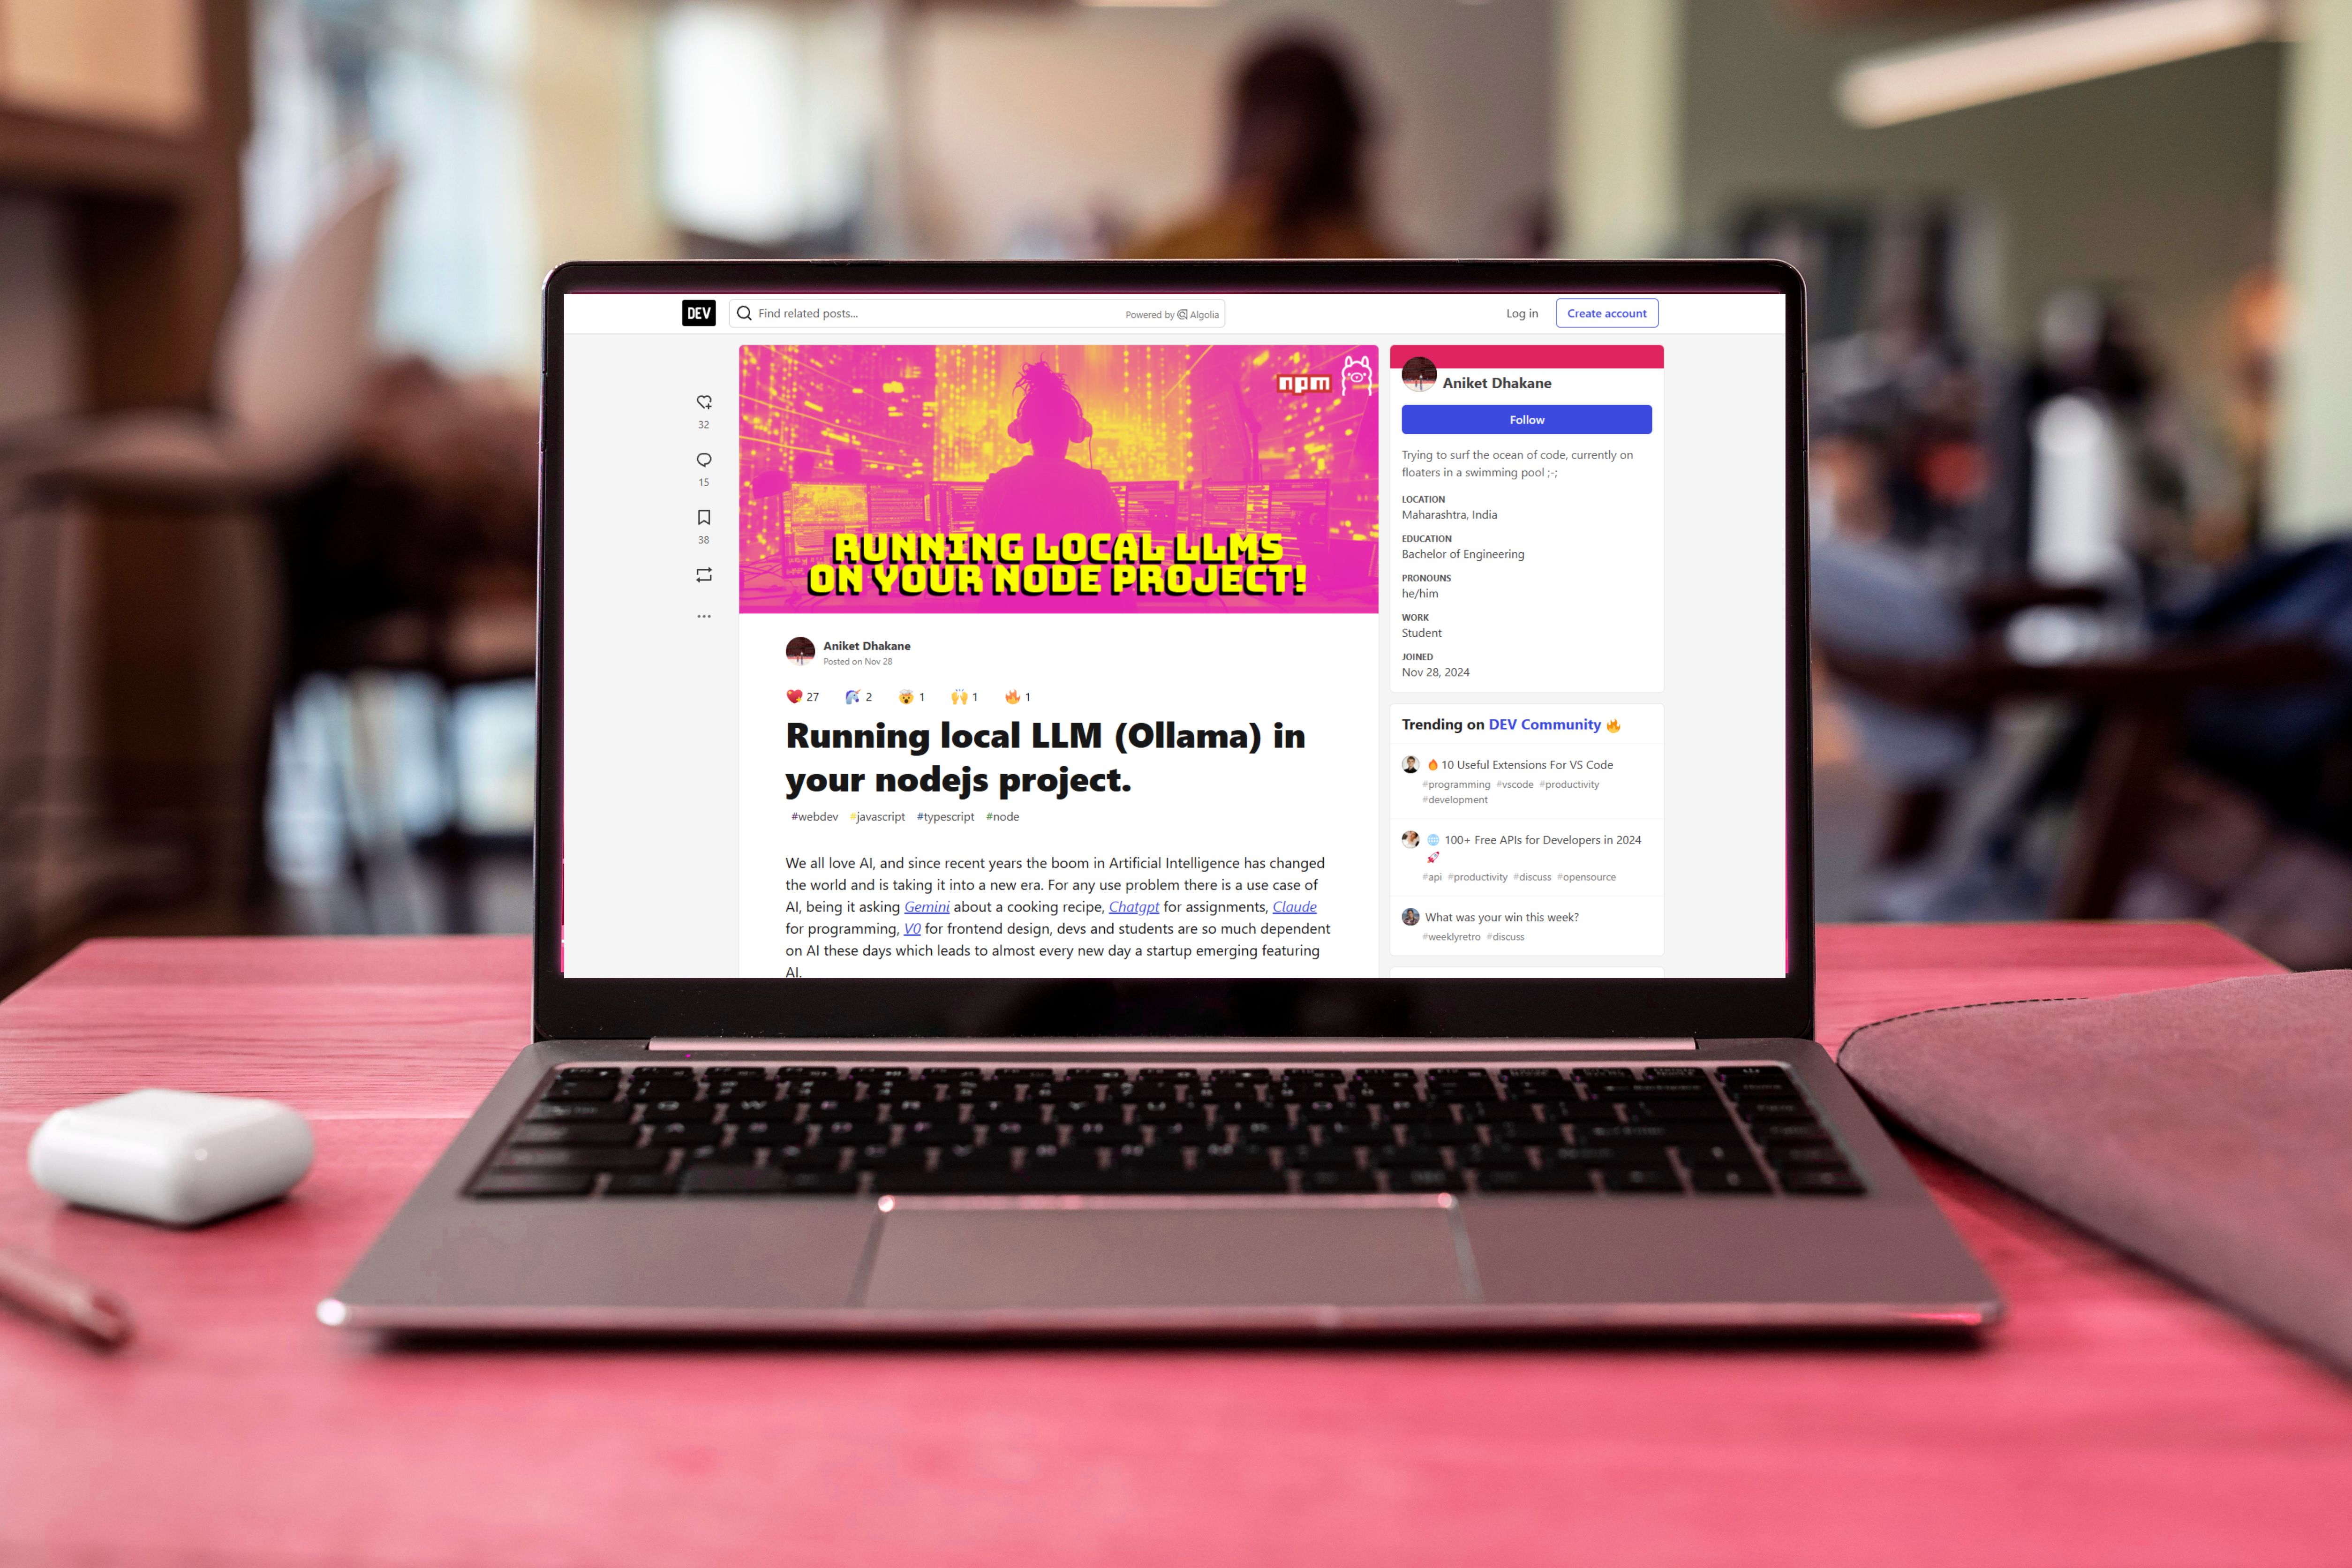 DEV
Find related posts...
Powered by Algolia
Log in
Create account
32
15
38
npm
RUNNING LOCAL LLMS
ON YOUR NODE PROJECT!
Aniket Dhakane
Posted on Nov 28
27 2 1 1 1
Running local LLM (Ollama) in
your nodejs project.
#webdev #javascript #typescript #node
We all love AI, and since recent years the boom in Artificial Intelligence has changed
the world and is taking it into a new era. For any use problem there is a use case of
AI, being it asking Gemini about a cooking recipe, Chatgpt for assignments, Claude
for programming, V0 for frontend design, devs and students are so much dependent
on AI these days which leads to almost every new day a startup emerging featuring
AI.
Aniket Dhakane
Follow
Trying to surf the ocean of code, currently on
floaters in a swimming pool ;-;
LOCATION
Maharashtra, India
EDUCATION
Bachelor of Engineering
PRONOUNS
he/him
WORK
Student
JOINED
Nov 28, 2024
Trending on DEV Community 🔥
🔥 10 Useful Extensions For VS Code
#programming #vscode #productivity
#development
🌐 100+ Free APIs for Developers in 2024
🚀
#api #productivity #discuss #opensource
What was your win this week?
#weeklyretro #discuss